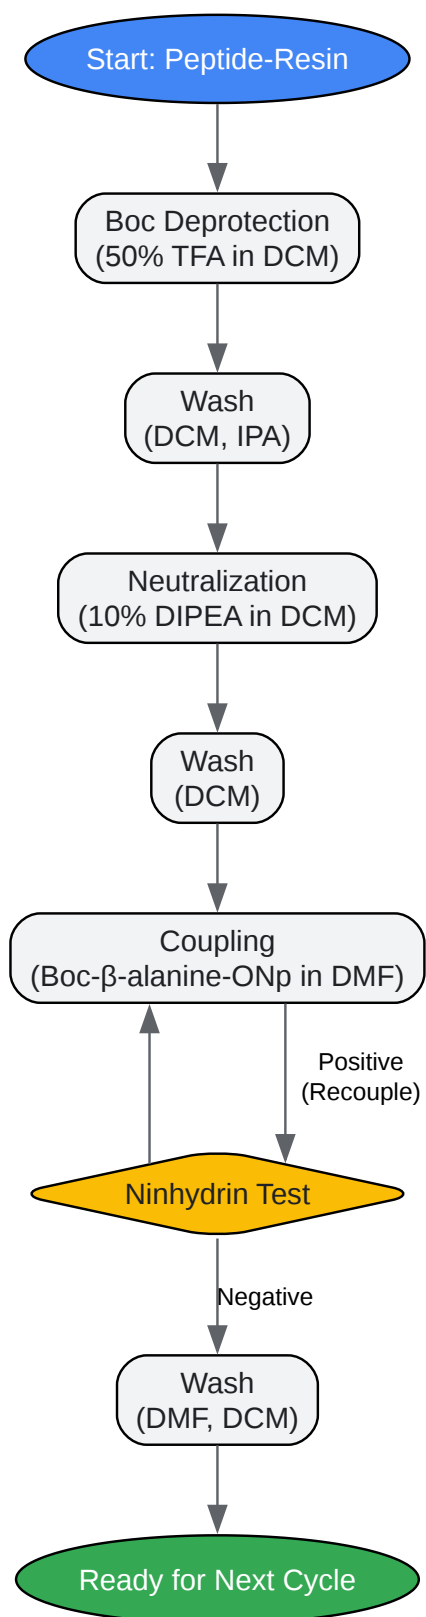 Start: Peptide-Resin
Boc Deprotection
(50% TFA in DCM)
Wash
(DCM, IPA)
Neutralization
(10% DIPEA in DCM)
Wash
(DCM)
Coupling
(Boc-β-alanine-ONp in DMF)
Positive
(Recouple)
Ninhydrin Test
Negative
Wash
(DMF, DCM)
Ready for Next Cycle